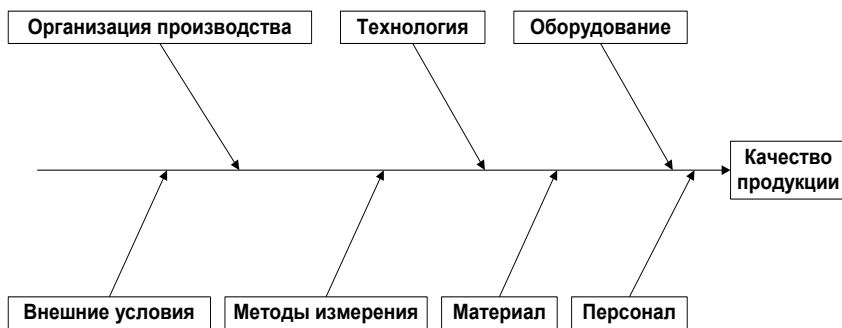 Организация производства
Технология
Оборудование
Качество
продукции
Внешние условия
Методы измерения
Материал
Персонал